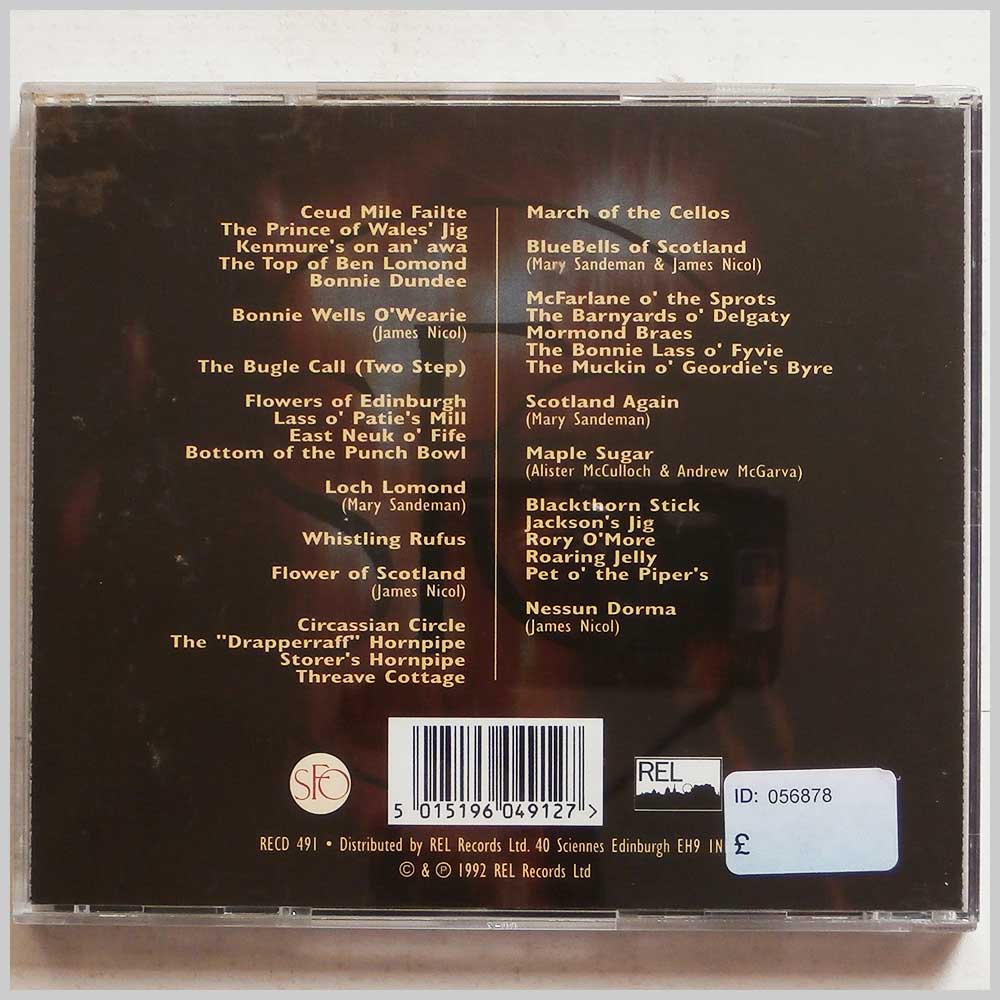 Ceud Mile Failte
The Prince of Wales' Jig
Kenmure's on an' awa
The Top of Ben Lomond
Bonnie Dundee
Bonnie Wells O'Wearie
(James Nicol)
The Bugle Call (Two Step)
Flowers of Edinburgh
Lass o' Patie's Mill
East Neuk o' Fife
Bottom of the Punch Bowl
Loch Lomond
(Mary Sandeman)
Whistling Rufus
Flower of Scotland
(James Nicol)
Circassian Circle
The "Drapperraff" Hornpipe
Storer's Hornpipe
Threave Cottage
March of the Cellos
BlueBells of Scotland
(Mary Sandeman & James Nicol)
McFarlane o' the Sprots
The Barnyards o' Delgaty
Mormond Braes
The Bonnie Lass o' Fyvie
The Muckin o' Geordie's Byre
Scotland Again
(Mary Sandeman)
Maple Sugar
(Alister McCulloch & Andrew McGarva)
Blackthorn Stick
Jackson's Jig
Rory O'More
Roaring Jelly
Pet o' the Piper's
Nessun Dorma
(James Nicol)
SFO
5 015196 049127 >
REL
ID: 056878
£
RECD 491 • Distributed by REL Records Ltd. 40 Sciennes Edinburgh EH9
© & ℗ 1992 REL Records Ltd